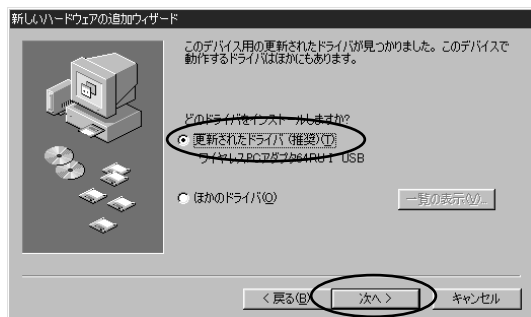 新しいハードウェアの追加ウィザード
このデバイス用の更新されたドライバが見つかりました。このデバイスで
動作するドライバはほかにもあります。
どのドライバをインストールしますか?
更新されたドライバ(推奨)(T)
ワイヤレスPCアダプタ64RUI USB
ほかのドライバ(O)
一覧の表示(V)...
< 戻る(B)
次へ >
キャンセル